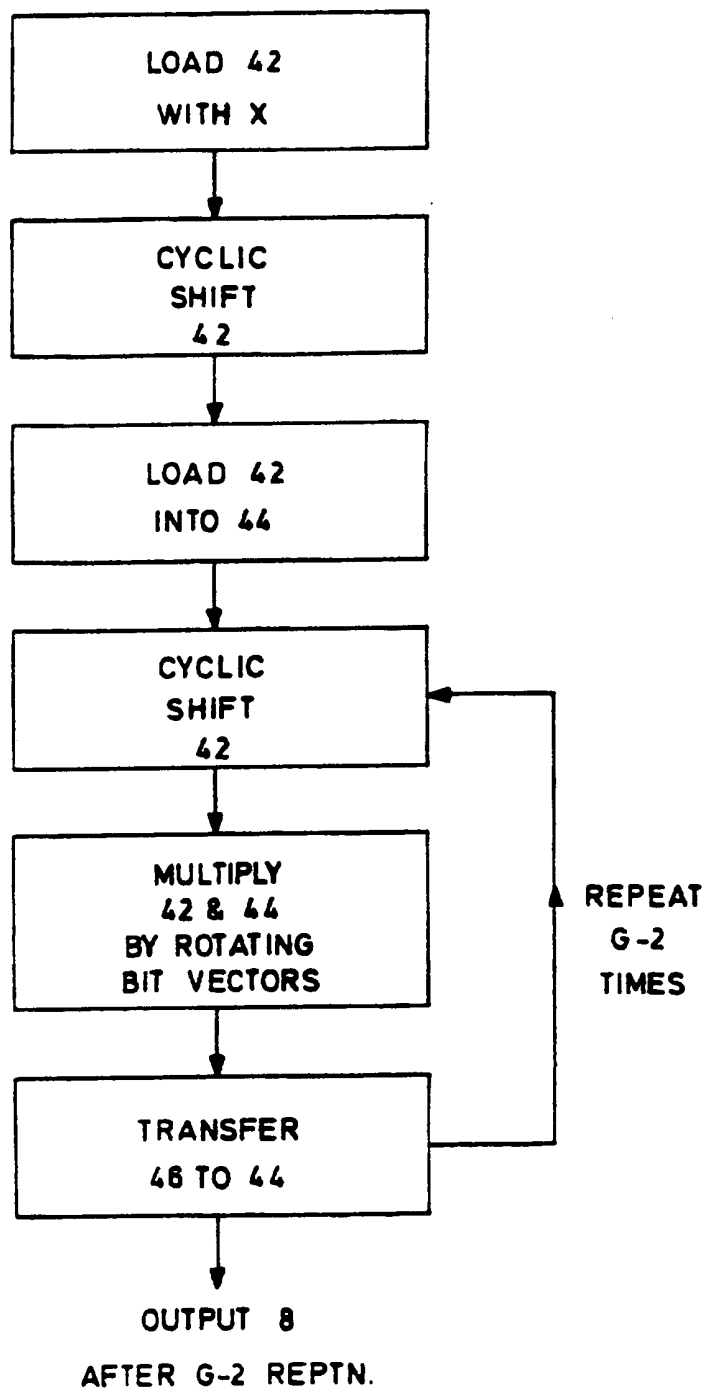 LOAD 42
WITH X
CYCLIC
SHIFT
42
LOAD 42
INTO 44
CYCLIC
SHIFT
42
MULTIPLY
42 & 44
BY ROTATING
BIT VECTORS
REPEAT
G-2
TIMES
TRANSFER
46 TO 44
OUTPUT 8
AFTER G-2 REPTN.